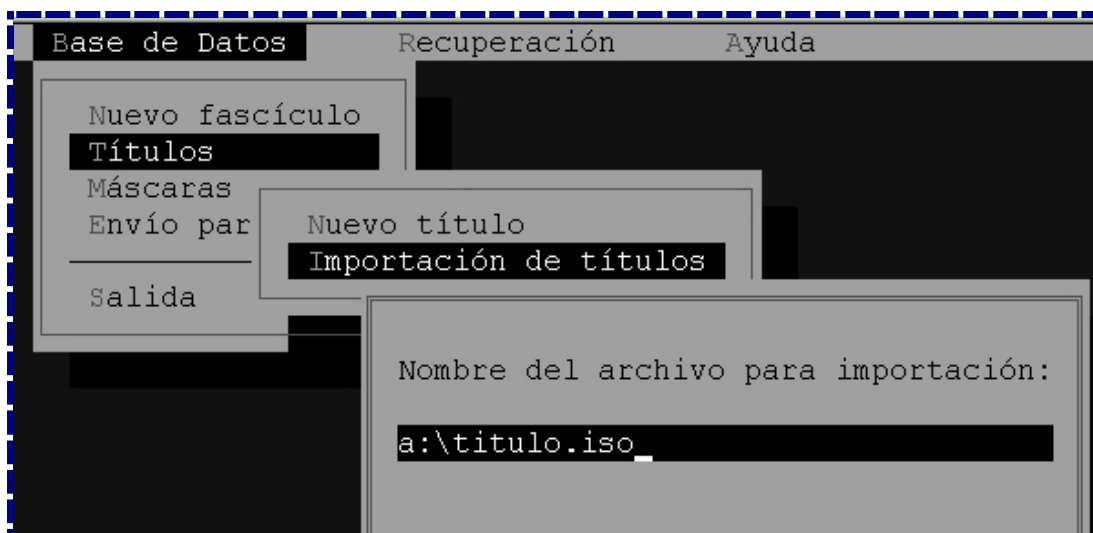 Base de Datos Recuperación Ayuda
Nuevo fascículo
Títulos
Máscaras
Envío par
Salida
Nuevo título
Importación de títulos
Nombre del archivo para importación:
a:\titulo.iso_